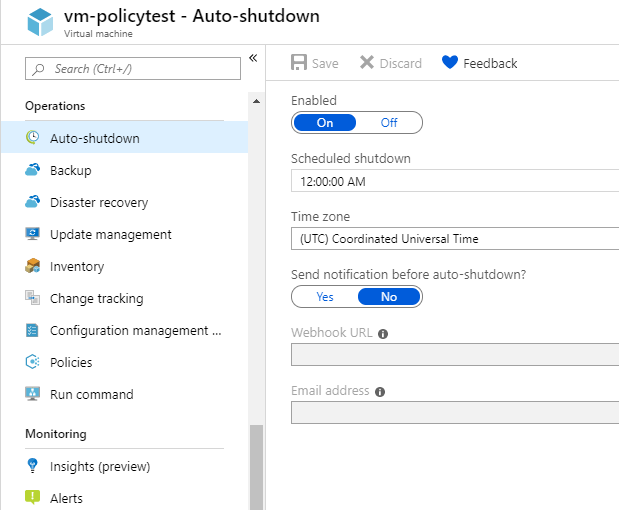 vm-policytest - Auto-shutdown
Virtual machine
Search (Ctrl+/)
«
Operations
Auto-shutdown
Backup
Disaster recovery
Update management
Inventory
Change tracking
Configuration management ...
Policies
Run command
Monitoring
Insights (preview)
Alerts
Save Discard Feedback
Enabled
On Off
Scheduled shutdown
12:00:00 AM
Time zone
(UTC) Coordinated Universal Time
Send notification before auto-shutdown?
Yes No
Webhook URL
Email address